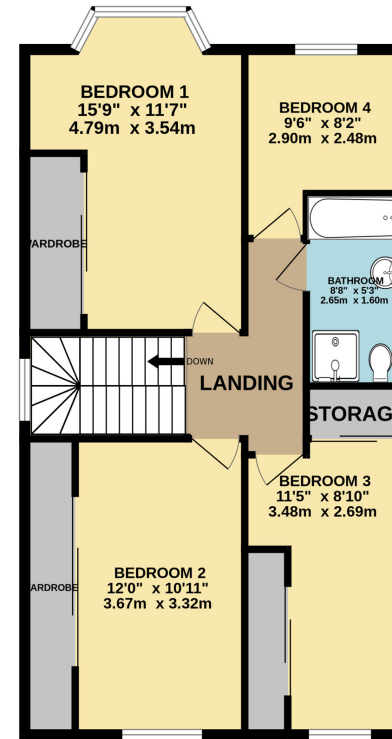 BEDROOM 1
15'9" x 11'7"
4.79m x 3.54m
BEDROOM 4
9'6" x 8'2"
2.90m x 2.48m
WARDROBE
BATHROOM
8'8" x 5'3"
2.65m x 1.60m
DOWN
LANDING
STORAG
BEDROOM 3
11'5" x 8'10"
3.48m x 2.69m
BEDROOM 2
12'0" x 10'11"
3.67m x 3.32m
WARDROBE